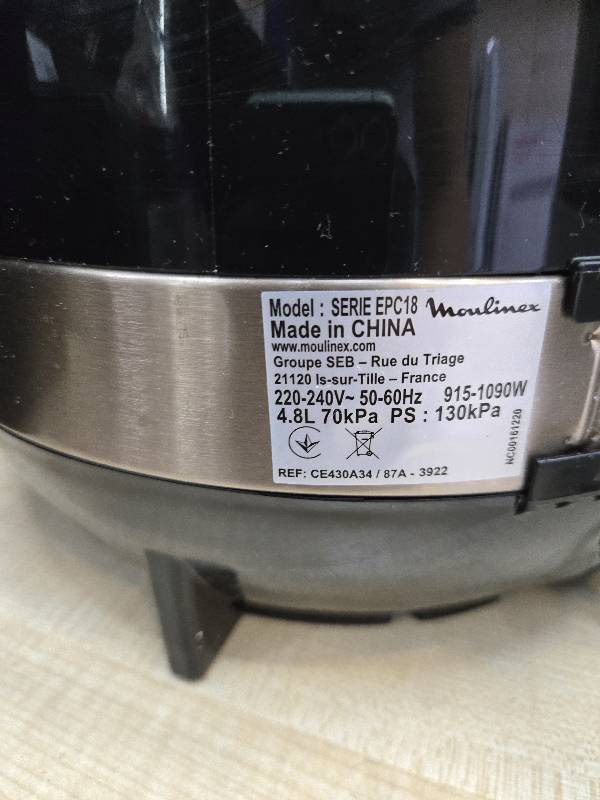 Model : SERIE EPC18 Moulinex
Made in CHINA
www.moulinex.com
Groupe SEB – Rue du Triage
21120 Is-sur-Tille – France
220-240V~ 50-60Hz 915-1090W
4.8L 70kPa PS : 130kPa
REF: CE430A34 / 87A - 3922
NC00161220